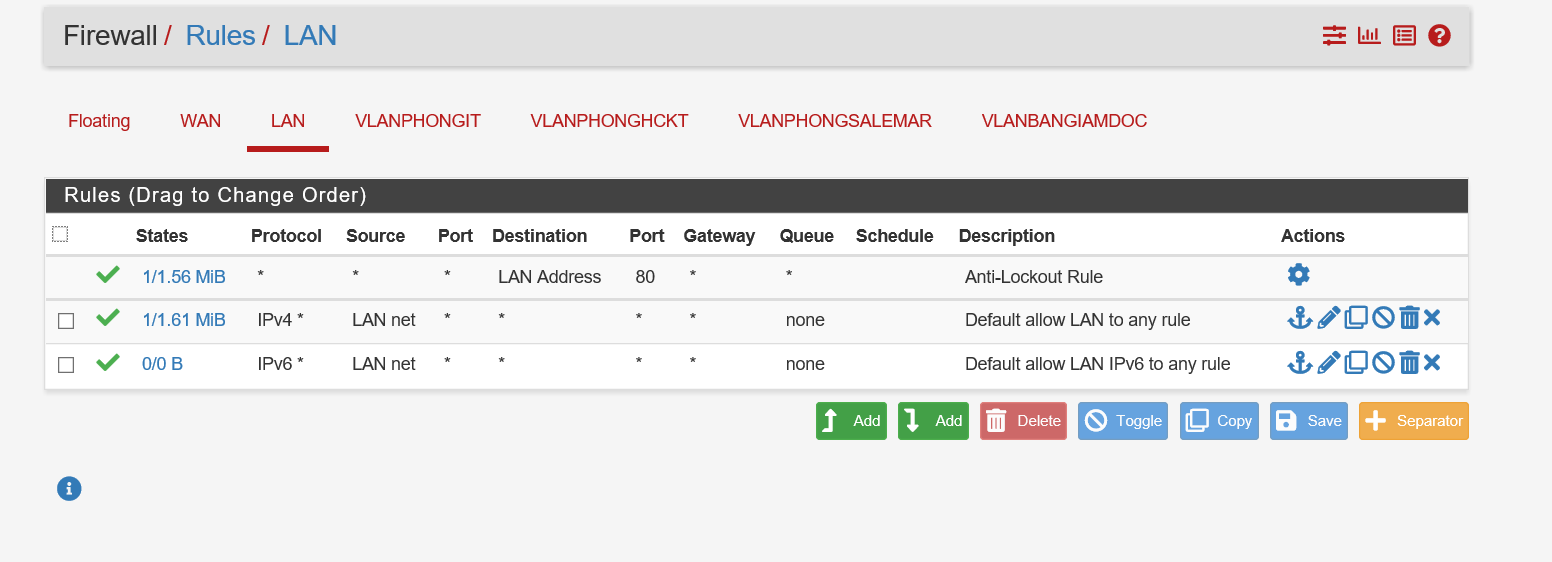 Firewall / Rules / LAN
Floating WAN LAN VLANPHONGIT VLANPHONGHCKT VLANPHONGSALEMAR VLANBANGIAMDOC
Rules (Drag to Change Order)
States Protocol Source Port Destination Port Gateway Queue Schedule Description Actions
1/1.56 MiB * * * LAN Address 80 * * Anti-Lockout Rule
1/1.61 MiB IPv4 * LAN net * * * * none Default allow LAN to any rule
0/0 B IPv6 * LAN net * * * * none Default allow LAN IPv6 to any rule
Add Add Delete Toggle Copy Save Separator